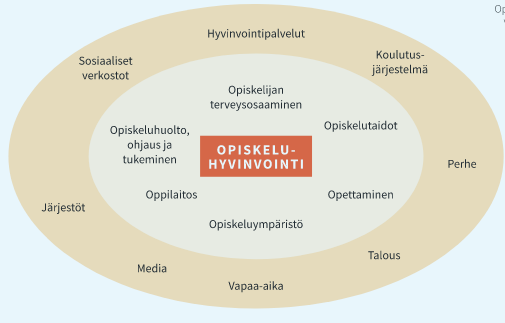 Op
Hyvinvointipalvelut
Sosiaaliset
verkostot
Koulutus-
järjestelmä
Opiskelijan
terveysosaaminen
Opiskeluhuolto,
ohjaus ja
tukeminen
Opiskelutaidot
OPISKELU-
HYVINVOINTI
Perhe
Oppilaitos
Opettaminen
Järjestöt
Opiskeluympäristö
Talous
Media
Vapaa-aika